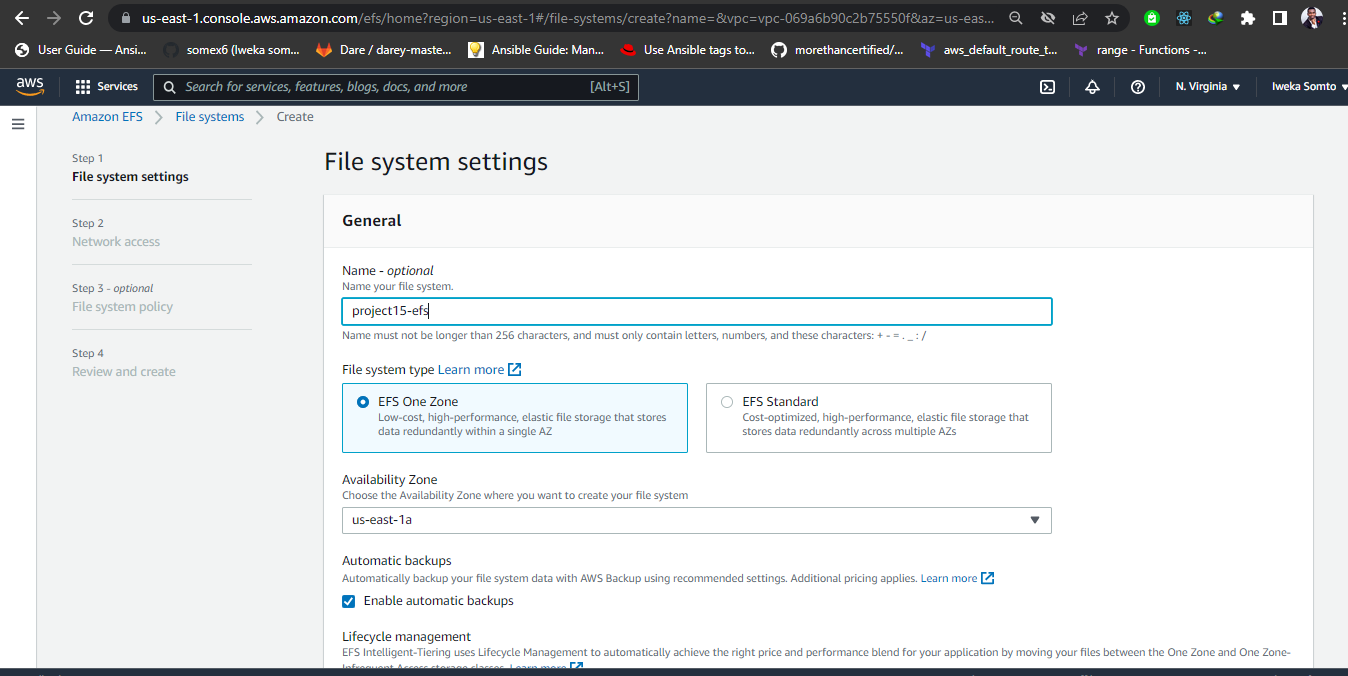 us-east-1.console.aws.amazon.com/efs/home?region=us-east-1#/file-systems/create?name=&vpc=vpc-069a6b90c2b75550f&az=us-eas...
User Guide — Ansi...
somex6 (Iweka som...
Dare / darey-maste...
Ansible Guide: Man...
Use Ansible tags to...
morethancertified/...
aws_default_route_t...
range - Functions -...
aws
Services
Search for services, features, blogs, docs, and more
[Alt+S]
N. Virginia
Iweka Somto
Amazon EFS
File systems
Create
Step 1
File system settings
Step 2
Network access
Step 3 - optional
File system policy
Step 4
Review and create
File system settings
General
Name - optional
Name your file system.
project15-efs
Name must not be longer than 256 characters, and must only contain letters, numbers, and these characters: + - = . _ : /
File system type Learn more
EFS One Zone
Low-cost, high-performance, elastic file storage that stores
data redundantly within a single AZ
EFS Standard
Cost-optimized, high-performance, elastic file storage that
stores data redundantly across multiple AZs
Availability Zone
Choose the Availability Zone where you want to create your file system
us-east-1a
Automatic backups
Automatically backup your file system data with AWS Backup using recommended settings. Additional pricing applies. Learn more
Enable automatic backups
Lifecycle management
EFS Intelligent-Tiering uses Lifecycle Management to automatically achieve the right price and performance blend for your application by moving your files between the One Zone and One Zone-
Infrequent Access storage classes. Learn more